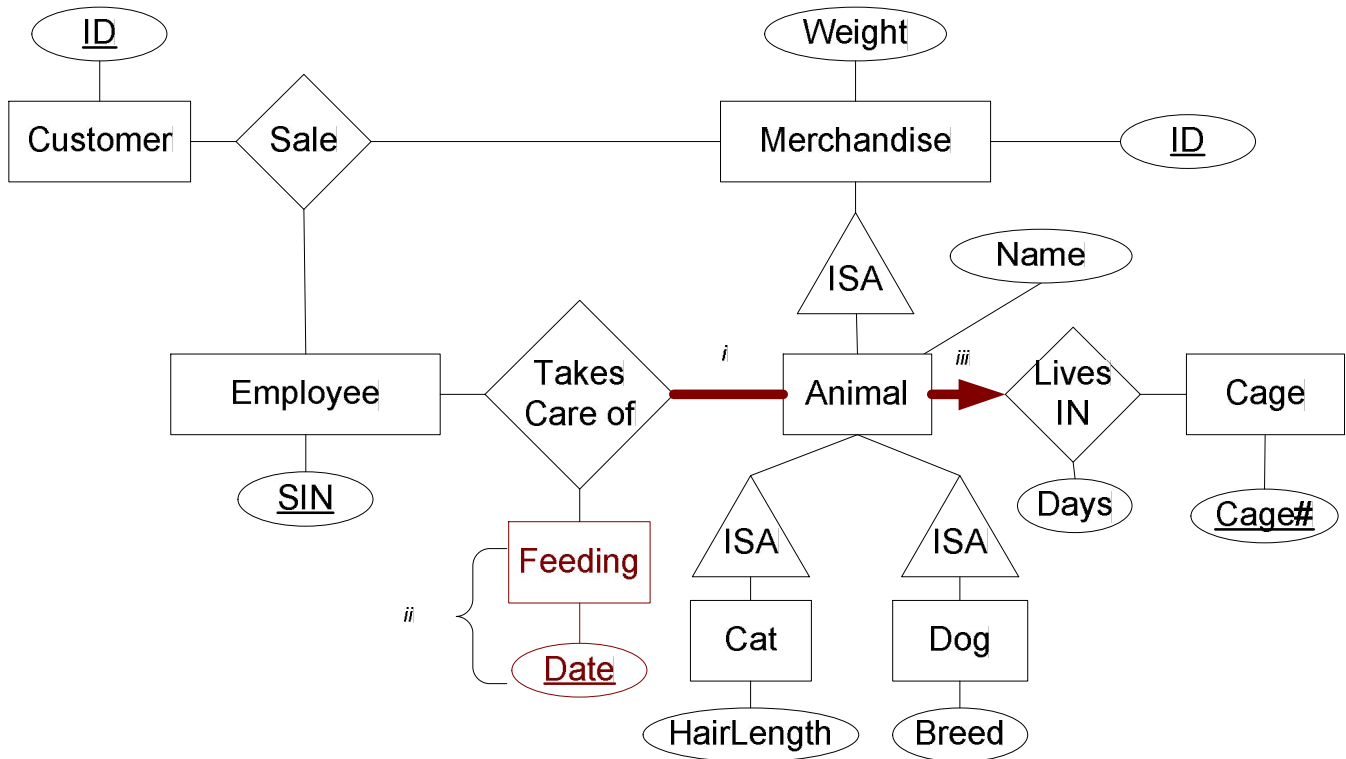 ID
Weight
Customer
Sale
Merchandise
ID
Name
ISA
i
iii
Employee
Takes
Care of
Animal
Lives
IN
Cage
SIN
Days
Cage#
ISA
ISA
Feeding
ii
Cat
Dog
Date
HairLength
Breed